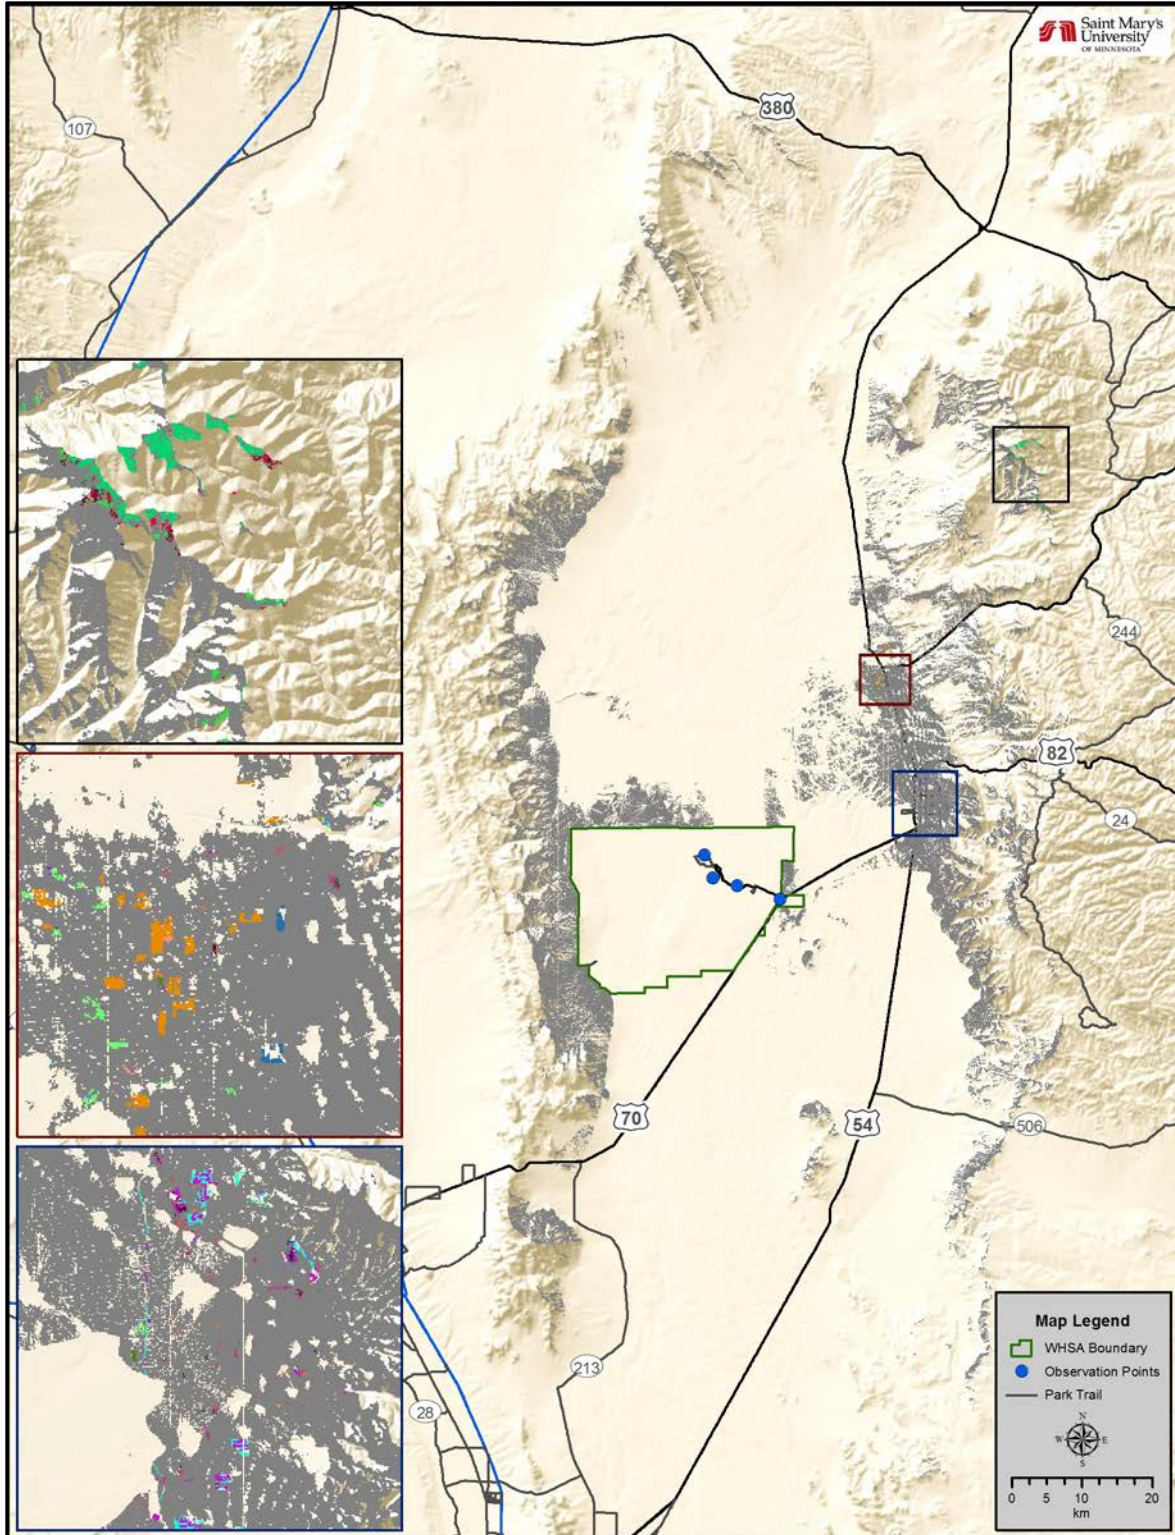 Saint Mary's
University
OF MINNESOTA
380
107
244
82
24
70
54
506
213
28
Map Legend
WHSA Boundary
Observation Points
Park Trail
N
W E
S
0 5 10 20
km